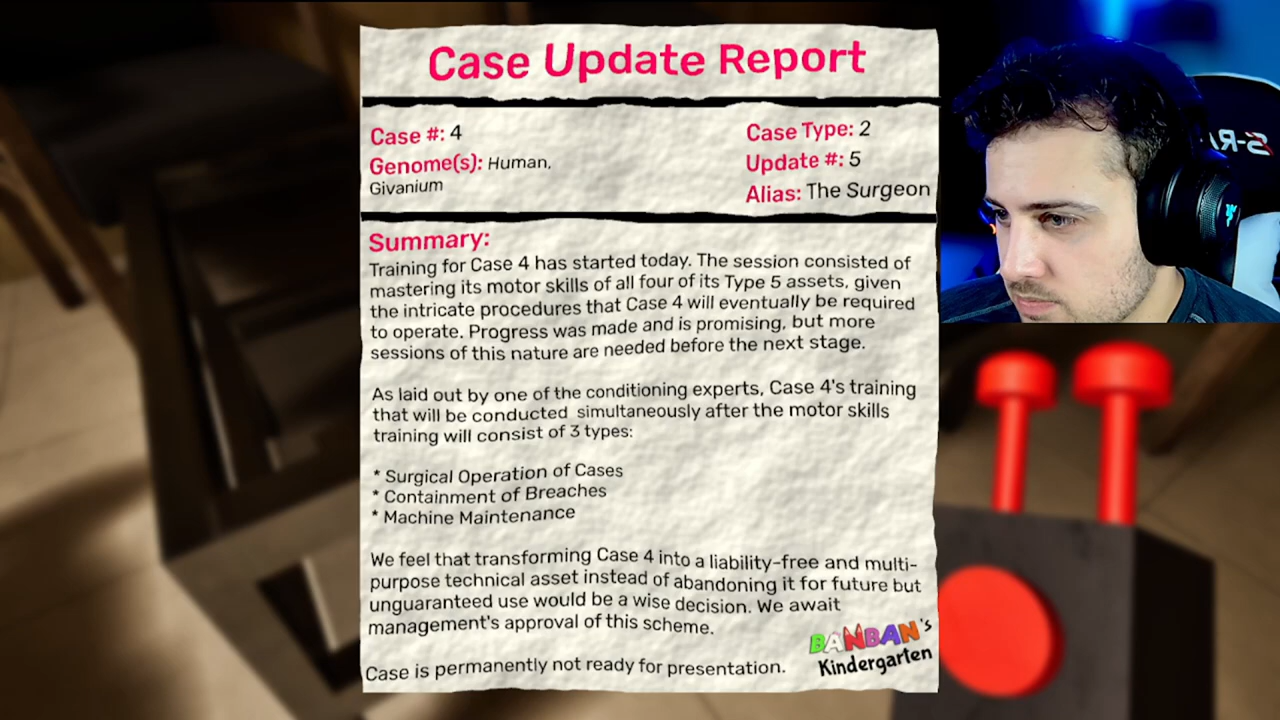 Case Update Report
Case #: 4
Genome(s): Human,
Givanium
Case Type: 2
Update #: 5
Alias: The Surgeon
Summary:
Training for Case 4 has started today. The session consisted of
mastering its motor skills of all four of its Type 5 assets, given
the intricate procedures that Case 4 will eventually be required
to operate. Progress was made and is promising, but more
sessions of this nature are needed before the next stage.
As laid out by one of the conditioning experts, Case 4's training
that will be conducted simultaneously after the motor skills
training will consist of 3 types:
* Surgical Operation of Cases
* Containment of Breaches
* Machine Maintenance
We feel that transforming Case 4 into a liability-free and multi-
purpose technical asset instead of abandoning it for future but
unguaranteed use would be a wise decision. We await
management's approval of this scheme.
BANBAN's
Kindergarten
Case is permanently not ready for presentation.